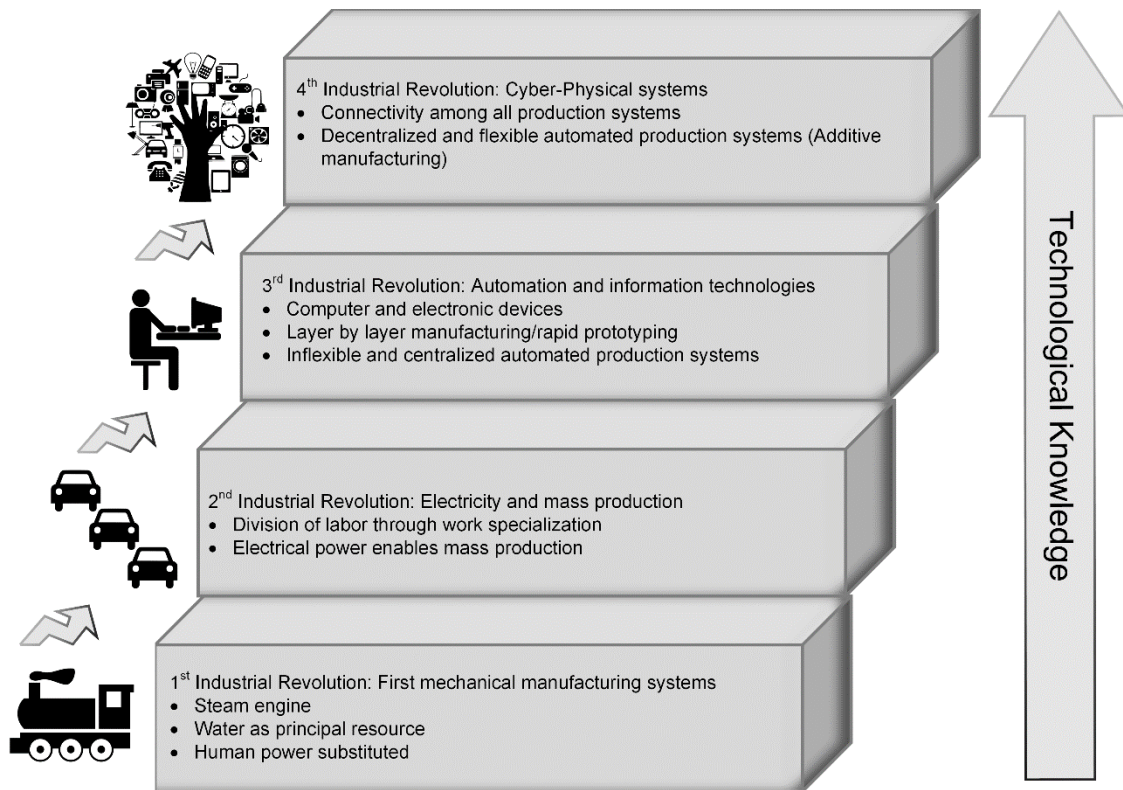 4th Industrial Revolution: Cyber-Physical systems
• Connectivity among all production systems
• Decentralized and flexible automated production systems (Additive
manufacturing)
3rd Industrial Revolution: Automation and information technologies
• Computer and electronic devices
• Layer by layer manufacturing/rapid prototyping
• Inflexible and centralized automated production systems
2nd Industrial Revolution: Electricity and mass production
• Division of labor through work specialization
• Electrical power enables mass production
1st Industrial Revolution: First mechanical manufacturing systems
• Steam engine
• Water as principal resource
• Human power substituted
Technological Knowledge